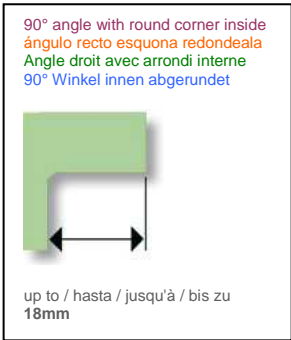 90° angle with round corner inside
ángulo recto esquona redondeala
Angle droit avec arrondi interne
90° Winkel innen abgerundet
up to / hasta / jusqu'à / bis zu
18mm